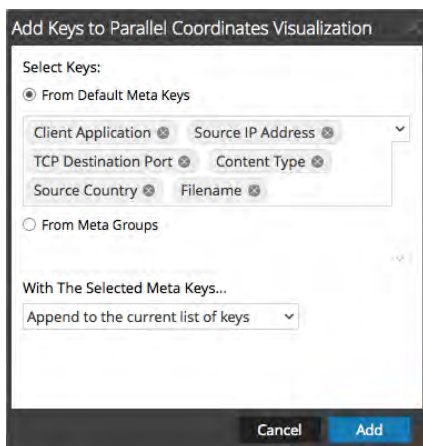 Add Keys to Parallel Coordinates Visualization
Select Keys:
From Default Meta Keys
Client Application Source IP Address
TCP Destination Port Content Type
Source Country Filename
From Meta Groups
With The Selected Meta Keys...
Append to the current list of keys
Cancel Add